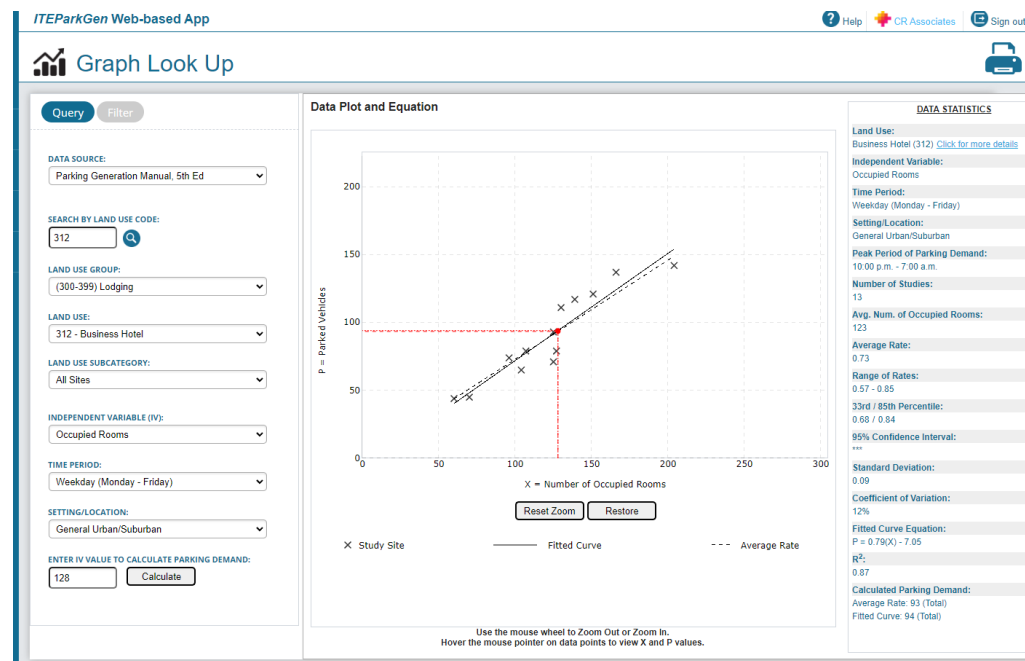 ITEParkGen Web-based App
? Help
CR Associates
Sign out
Graph Look Up
Query
Filter
DATA SOURCE:
Parking Generation Manual, 5th Ed
SEARCH BY LAND USE CODE:
312
LAND USE GROUP:
(300-399) Lodging
LAND USE:
312 - Business Hotel
LAND USE SUBCATEGORY:
All Sites
INDEPENDENT VARIABLE (IV):
Occupied Rooms
TIME PERIOD:
Weekday (Monday - Friday)
SETTING/LOCATION:
General Urban/Suburban
ENTER IV VALUE TO CALCULATE PARKING DEMAND:
128
Calculate
Data Plot and Equation
P = Parked Vehicles
200
150
100
50
0
0 50 100 150 200 250 300
X = Number of Occupied Rooms
Reset Zoom
Restore
Study Site
Fitted Curve
Average Rate
Use the mouse wheel to Zoom Out or Zoom In.
Hover the mouse pointer on data points to view X and P values.
DATA STATISTICS
Land Use:
Business Hotel (312) Click for more details
Independent Variable:
Occupied Rooms
Time Period:
Weekday (Monday - Friday)
Setting/Location:
General Urban/Suburban
Peak Period of Parking Demand:
10:00 p.m. - 7:00 a.m.
Number of Studies:
13
Avg. Num. of Occupied Rooms:
123
Average Rate:
0.73
Range of Rates:
0.57 - 0.85
33rd / 85th Percentile:
0.68 / 0.84
95% Confidence Interval:
***
Standard Deviation:
0.09
Coefficient of Variation:
12%
Fitted Curve Equation:
P = 0.79(X) - 7.05
R²:
0.87
Calculated Parking Demand:
Average Rate: 93 (Total)
Fitted Curve: 94 (Total)